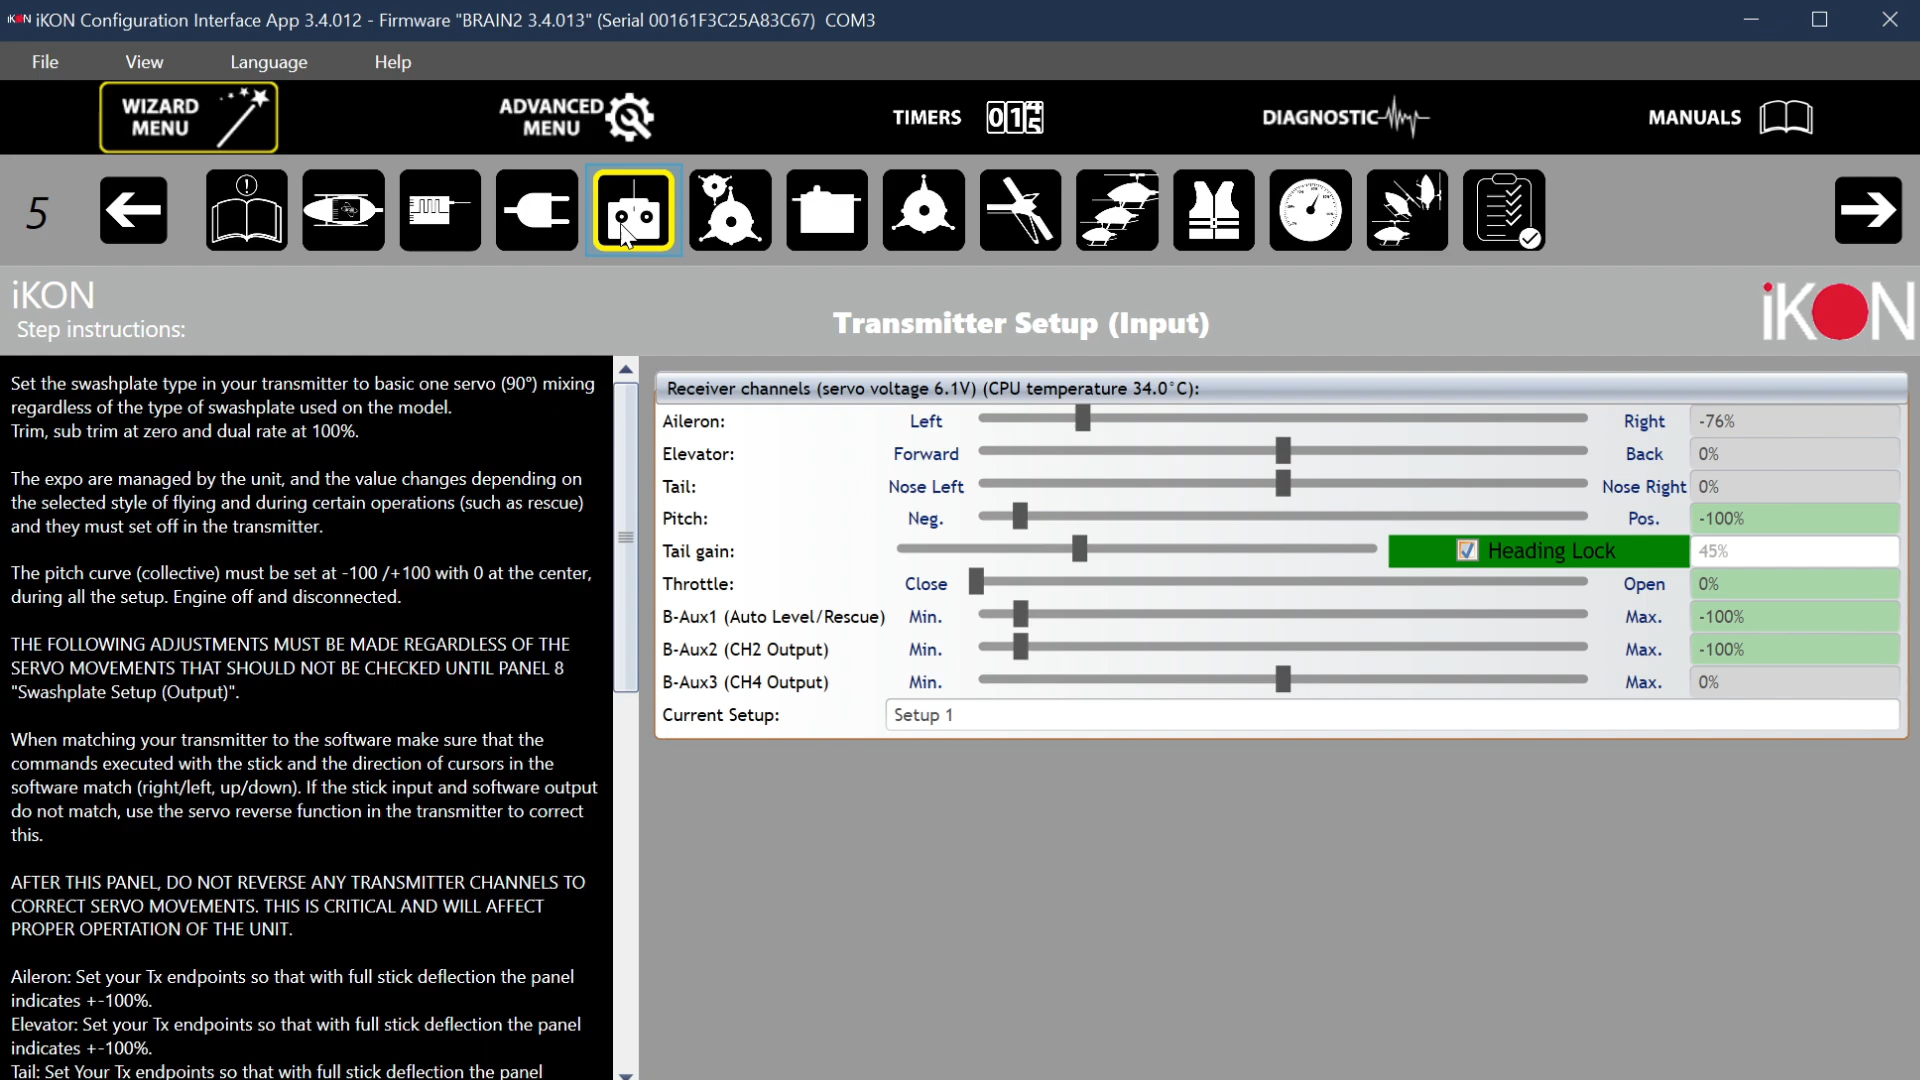 iKON iKON Configuration Interface App 3.4.012 - Firmware "BRAIN2 3.4.013" (Serial 00161F3C25A83C67) COM3
File View Language Help
WIZARD MENU
ADVANCED MENU
TIMERS
DIAGNOSTIC
MANUALS
5
iKON
Step instructions:
Transmitter Setup (Input)
iKON
Set the swashplate type in your transmitter to basic one servo (90°) mixing
regardless of the type of swashplate used on the model.
Trim, sub trim at zero and dual rate at 100%.
The expo are managed by the unit, and the value changes depending on
the selected style of flying and during certain operations (such as rescue)
and they must set off in the transmitter.
The pitch curve (collective) must be set at -100 /+100 with 0 at the center,
during all the setup. Engine off and disconnected.
THE FOLLOWING ADJUSTMENTS MUST BE MADE REGARDLESS OF THE
SERVO MOVEMENTS THAT SHOULD NOT BE CHECKED UNTIL PANEL 8
"Swashplate Setup (Output)".
When matching your transmitter to the software make sure that the
commands executed with the stick and the direction of cursors in the
software match (right/left, up/down). If the stick input and software output
do not match, use the servo reverse function in the transmitter to correct
this.
AFTER THIS PANEL, DO NOT REVERSE ANY TRANSMITTER CHANNELS TO
CORRECT SERVO MOVEMENTS. THIS IS CRITICAL AND WILL AFFECT
PROPER OPERTATION OF THE UNIT.
Aileron: Set your Tx endpoints so that with full stick deflection the panel
indicates +-100%.
Elevator: Set your Tx endpoints so that with full stick deflection the panel
indicates +-100%.
Tail: Set Your Tx endpoints so that with full stick deflection the panel
Receiver channels (servo voltage 6.1V) (CPU temperature 34.0°C):
Aileron: Left Right -76%
Elevator: Forward Back 0%
Tail: Nose Left Nose Right 0%
Pitch: Neg. Pos. -100%
Tail gain: Heading Lock 45%
Throttle: Close Open 0%
B-Aux1 (Auto Level/Rescue) Min. Max. -100%
B-Aux2 (CH2 Output) Min. Max. -100%
B-Aux3 (CH4 Output) Min. Max. 0%
Current Setup: Setup 1